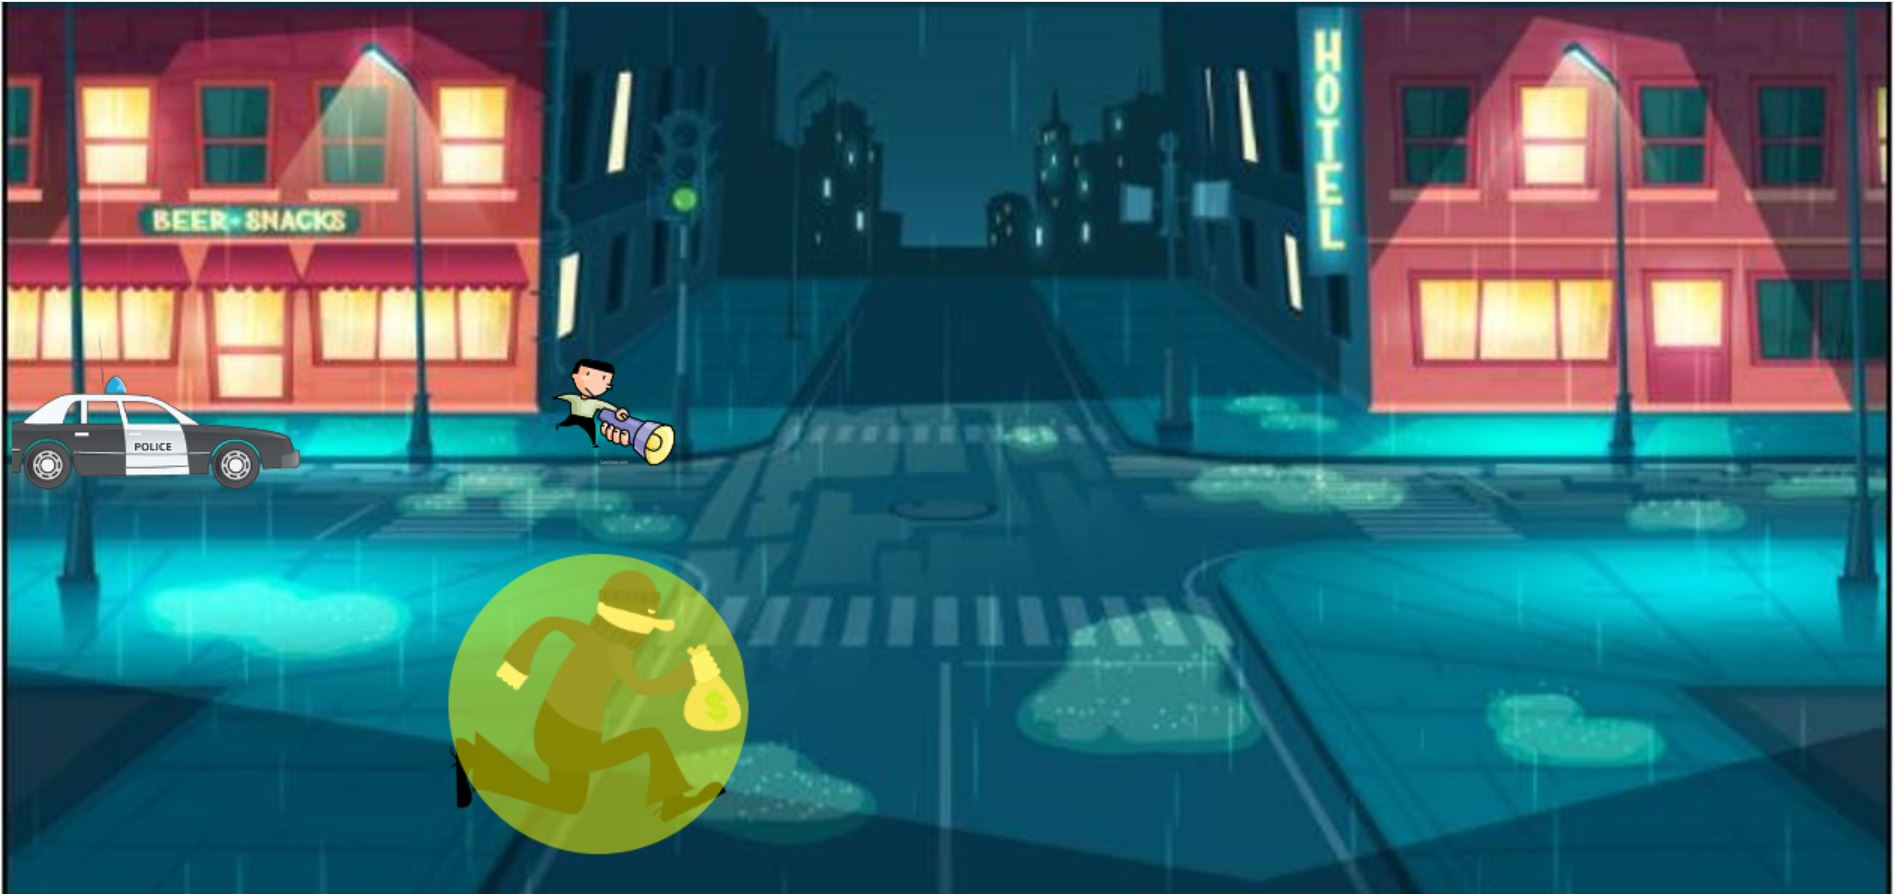 HOTEL
BEER SNACKS
POLICE
$